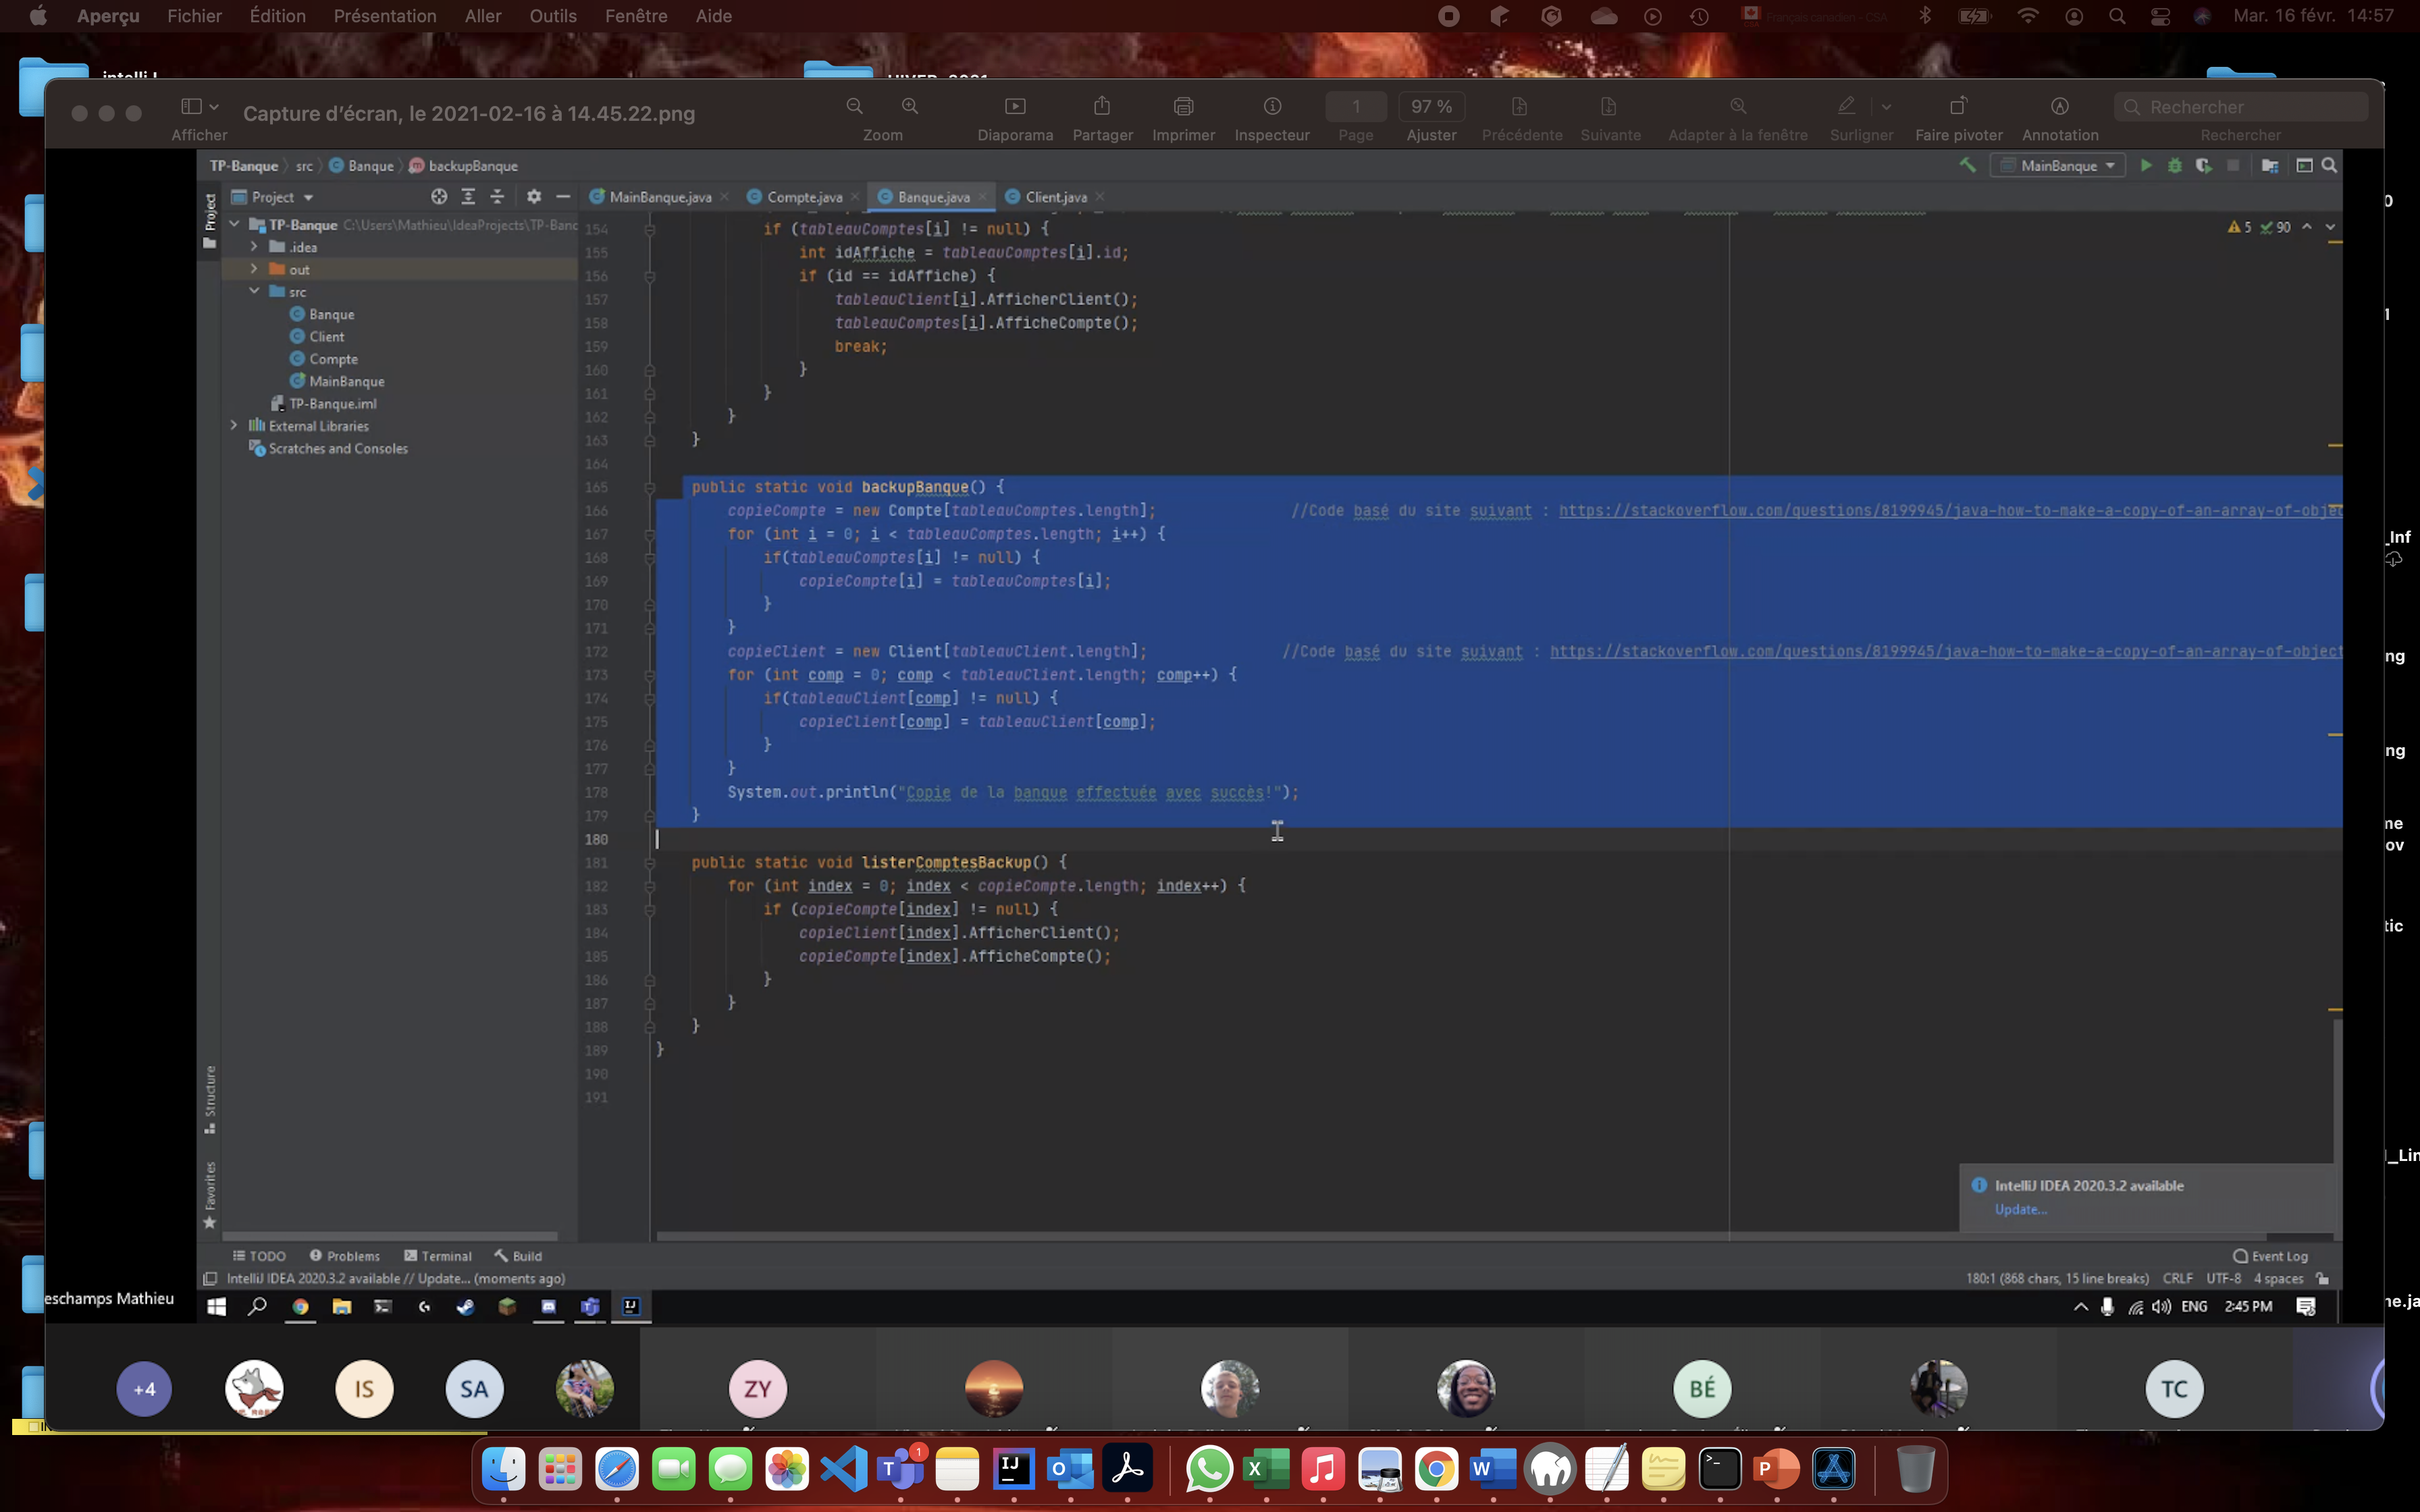 Aperçu Fichier Édition Présentation Aller Outils Fenêtre Aide Français canadien - CSA Mar. 16 févr. 14:57
Capture d'écran, le 2021-02-16 à 14.45.22.png
1 97 % Rechercher
Afficher Zoom Diaporama Partager Imprimer Inspecteur Page Ajuster Précédente Suivante Adapter à la fenêtre Surligner Faire pivoter Annotation Rechercher
TP-Banque src Banque backupBanque MainBanque
Project MainBanque.java Compte.java Banque.java Client.java
Project
TP-Banque C:\Users\Mathieu\IdeaProjects\TP-Banc
.idea
out
src
Banque
Client
Compte
MainBanque
TP-Banque.iml
External Libraries
Scratches and Consoles
5 90
154 if (tableauComptes[i] != null) {
155 int idAffiche = tableauComptes[i].id;
156 if (id == idAffiche) {
157 tableauClient[i].AfficherClient();
158 tableauComptes[i].AfficheCompte();
159 break;
160 }
161 }
162 }
163 }
164
165 public static void backupBanque() {
166 copieCompte = new Compte[tableauComptes.length]; //Code basé du site suivant : https://stackoverflow.com/questions/8199945/java-how-to-make-a-copy-of-an-array-of-objec
167 for (int i = 0; i < tableauComptes.length; i++) {
168 if(tableauComptes[i] != null) {
169 copieCompte[i] = tableauComptes[i];
170 }
171 }
172 copieClient = new Client[tableauClient.length]; //Code basé du site suivant : https://stackoverflow.com/questions/8199945/java-how-to-make-a-copy-of-an-array-of-object
173 for (int comp = 0; comp < tableauClient.length; comp++) {
174 if(tableauClient[comp] != null) {
175 copieClient[comp] = tableauClient[comp];
176 }
177 }
178 System.out.println("Copie de la banque effectuée avec succès!");
179 }
180
181 public static void listerComptesBackup() {
182 for (int index = 0; index < copieCompte.length; index++) {
183 if (copieCompte[index] != null) {
184 copieClient[index].AfficherClient();
185 copieCompte[index].AfficheCompte();
186 }
187 }
188 }
189 }
190
191
Structure
Favorites
IntelliJ IDEA 2020.3.2 available
Update...
TODO Problems Terminal Build Event Log
IntelliJ IDEA 2020.3.2 available // Update... (moments ago) 180:1 (868 chars, 15 line breaks) CRLF UTF-8 4 spaces
eschamps Mathieu
ENG 2:45 PM
+4 IS SA ZY BÉ TC
_Inf
ng
ng
me
ov
tic
_Lin
ne.ja
1